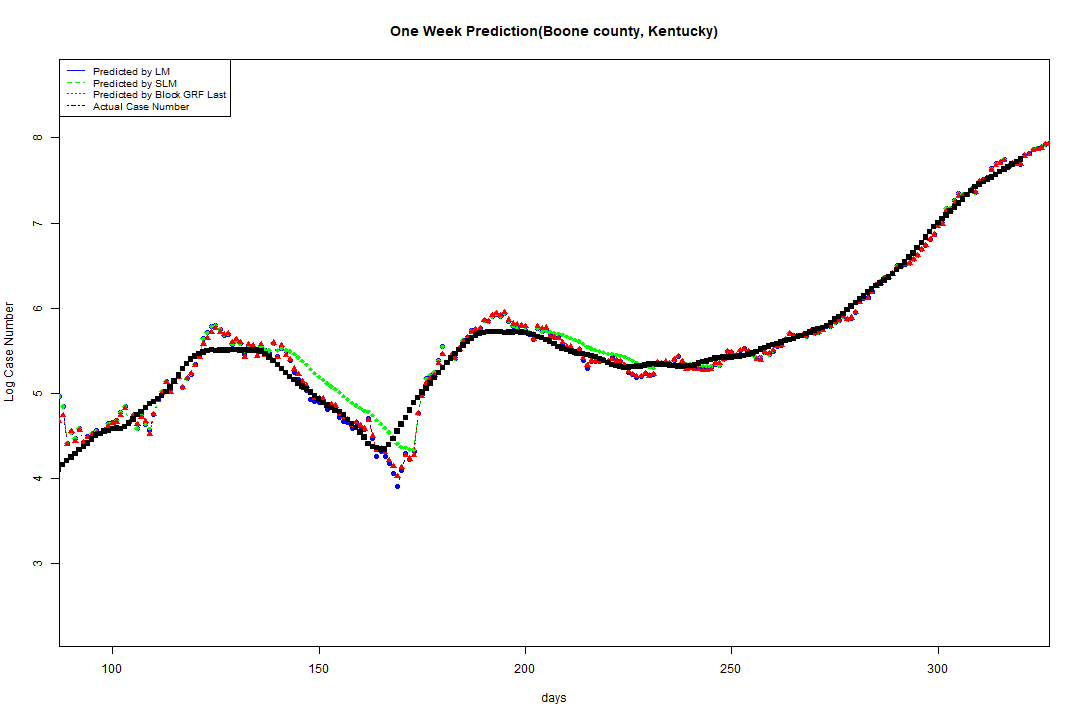 One Week Prediction(Boone county, Kentucky)
Predicted by LM
Predicted by SLM
Predicted by Block GRF Last
Actual Case Number
Log Case Number
8
7
6
5
4
3
100 150 200 250 300
days